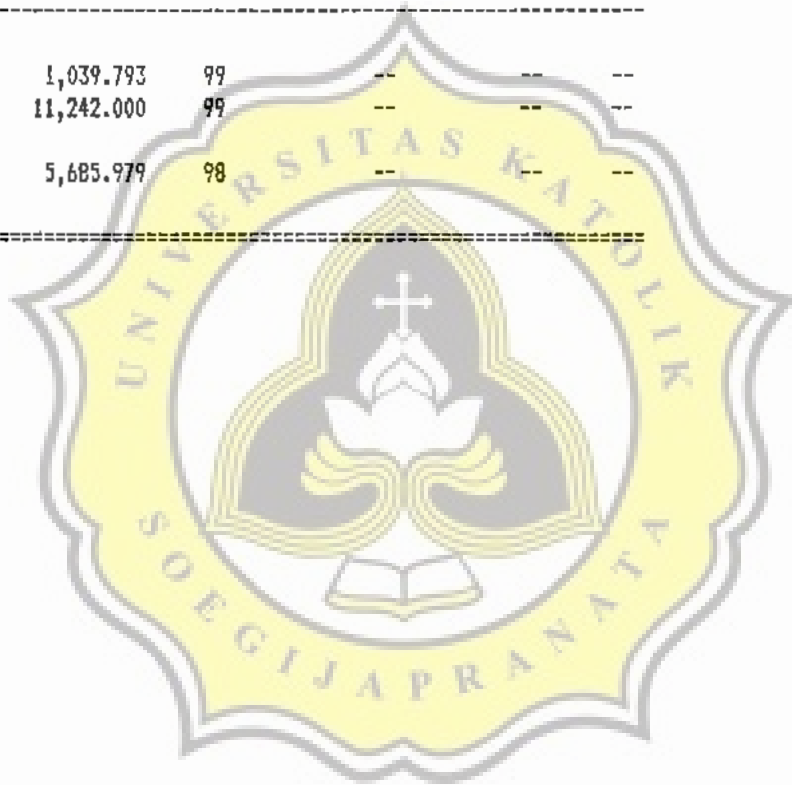 --------------------------------------------------------------------------------
1,039.793 99 -- -- --
11,242.000 99 -- -- --
5,685.979 98 -- -- --
================================================================================
UNIVERSITAS KATOLIK
SOEGIJAPRANATA